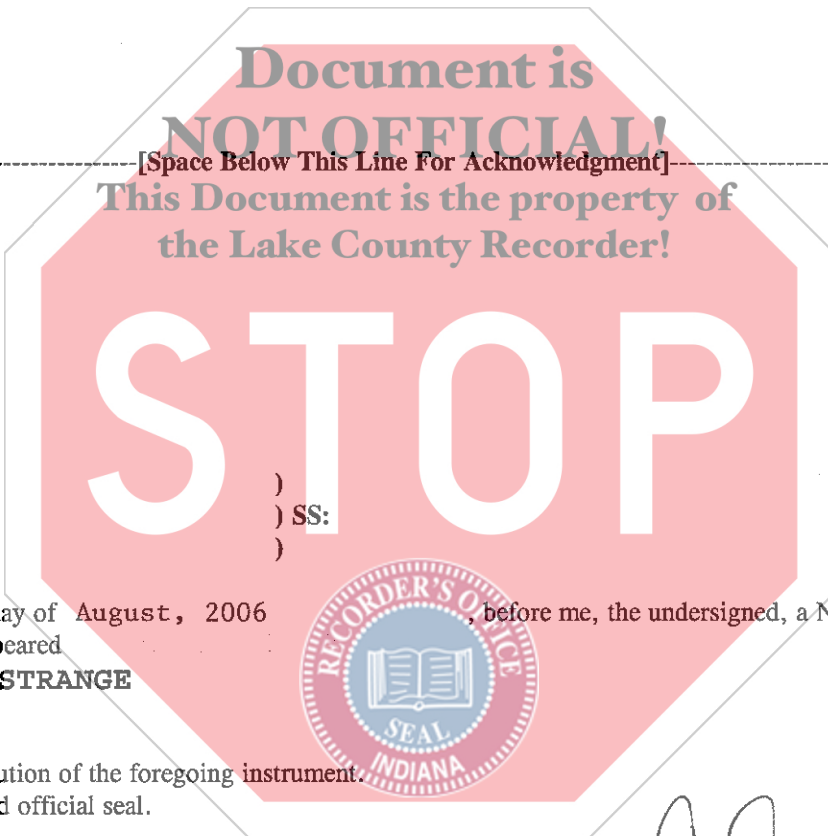 Document is
NOT OFFICIAL!
[Space Below This Line For Acknowledgment]
This Document is the property of
the Lake County Recorder!
STOP
)
) SS:
)
ay of August, 2006 , before me, the undersigned, a N
peared
STRANGE
RECORDER'S OFFICE
SEAL
INDIANA
ution of the foregoing instrument.
d official seal.